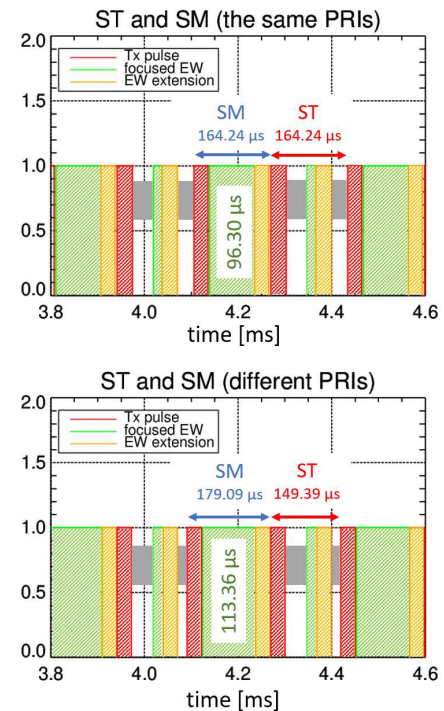 ST and SM (the same PRIs)
2.0
Tx pulse
focused EW
EW extension
1.5
SM
ST
164.24 µs
164.24 µs
1.0
96.30 µs
0.5
0.0
3.8
4.0
4.2
4.4
4.6
time [ms]
ST and SM (different PRIs)
2.0
Tx pulse
focused EW
EW extension
1.5
SM
ST
179.09 µs
149.39 µs
1.0
113.36 µs
0.5
0.0
3.8
4.0
4.2
4.4
4.6
time [ms]